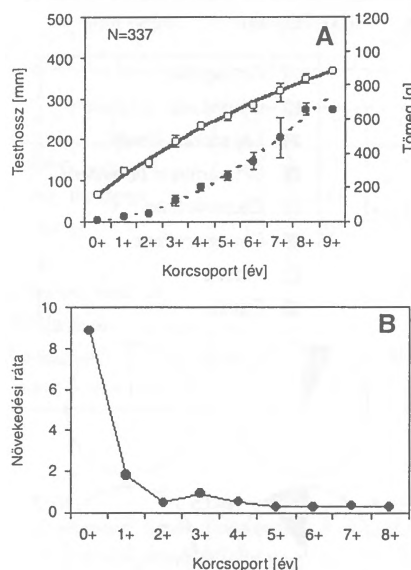 N=337
A
Testhossz [mm]
500
400
300
200
100
0
Tömeg [g]
1200
1000
800
600
400
200
0
0+ 1+ 2+ 3+ 4+ 5+ 6+ 7+ 8+ 9+
Korcsoport [év]
B
Növekedési ráta
10
8
6
4
2
0
0+ 1+ 2+ 3+ 4+ 5+ 6+ 7+ 8+
Korcsoport [év]